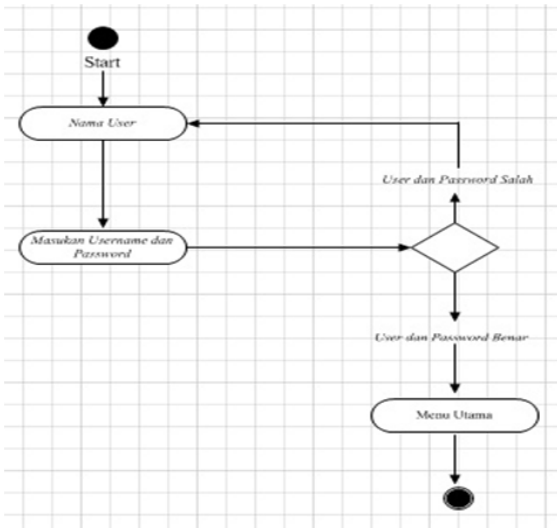 Start
Nama User
User dan Password Salah
Masukan Username dan
Password
User dan Password Benar
Menu Utama